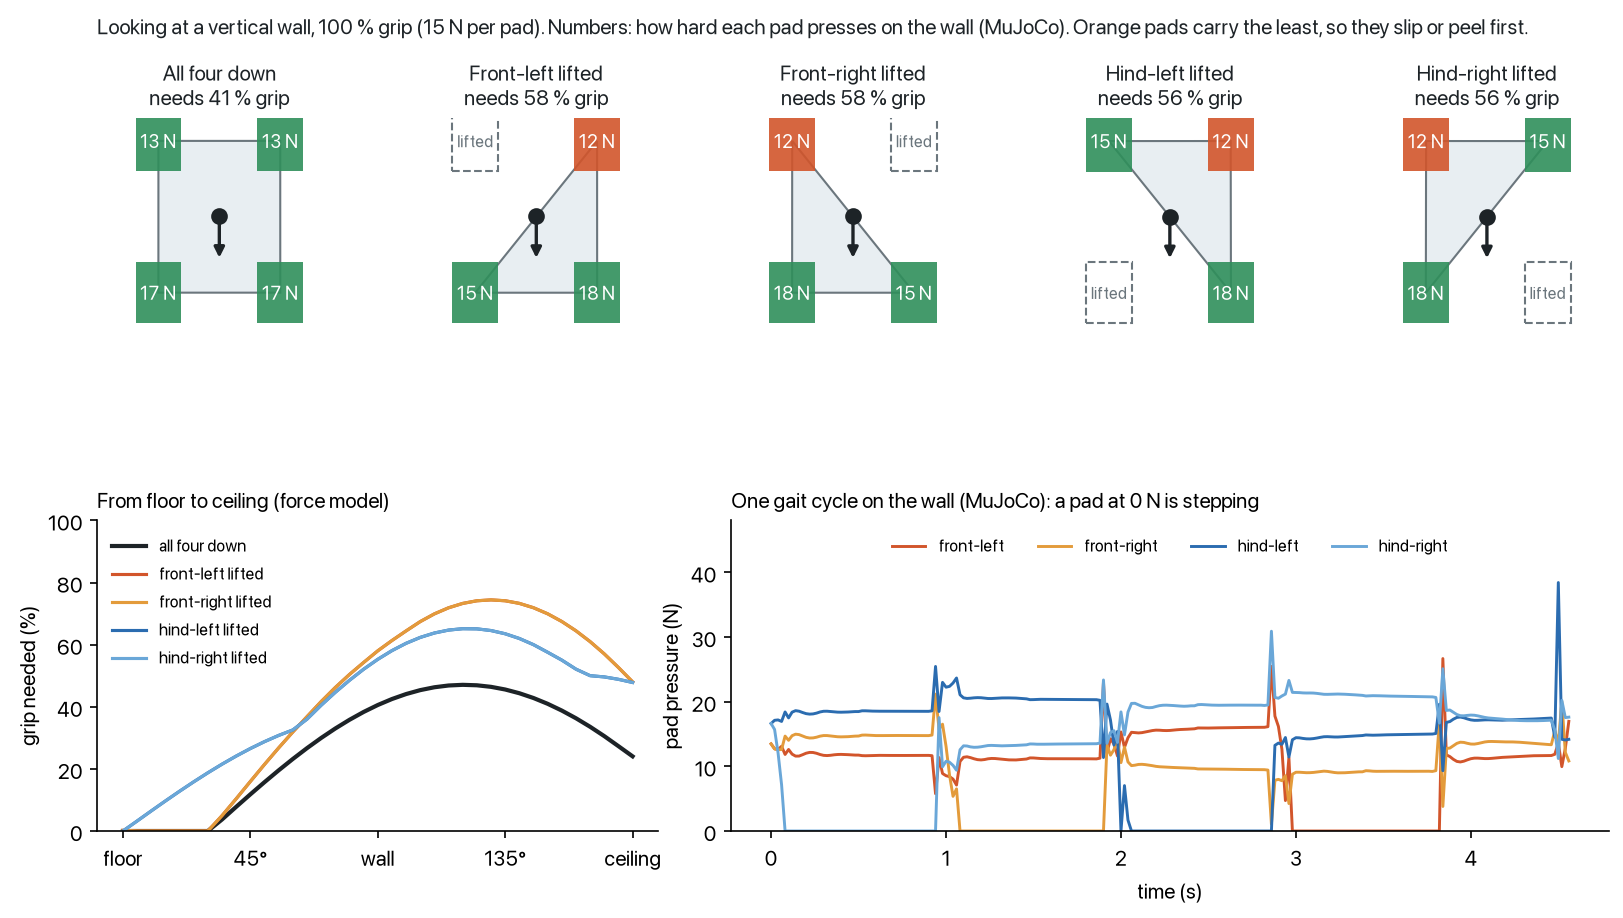 Looking at a vertical wall, 100 % grip (15 N per pad). Numbers: how hard each pad presses on the wall (MuJoCo). Orange pads carry the least, so they slip or peel first.
All four down
needs 41 % grip
13 N
13 N
17 N
17 N
Front-left lifted
needs 58 % grip
lifted
12 N
15 N
18 N
Front-right lifted
needs 58 % grip
12 N
lifted
18 N
15 N
Hind-left lifted
needs 56 % grip
15 N
12 N
lifted
18 N
Hind-right lifted
needs 56 % grip
12 N
15 N
18 N
lifted
From floor to ceiling (force model)
grip needed (%)
100
80
60
40
20
0
all four down
front-left lifted
front-right lifted
hind-left lifted
hind-right lifted
floor
45°
wall
135°
ceiling
One gait cycle on the wall (MuJoCo): a pad at 0 N is stepping
front-left
front-right
hind-left
hind-right
pad pressure (N)
40
30
20
10
0
0
1
2
3
4
time (s)